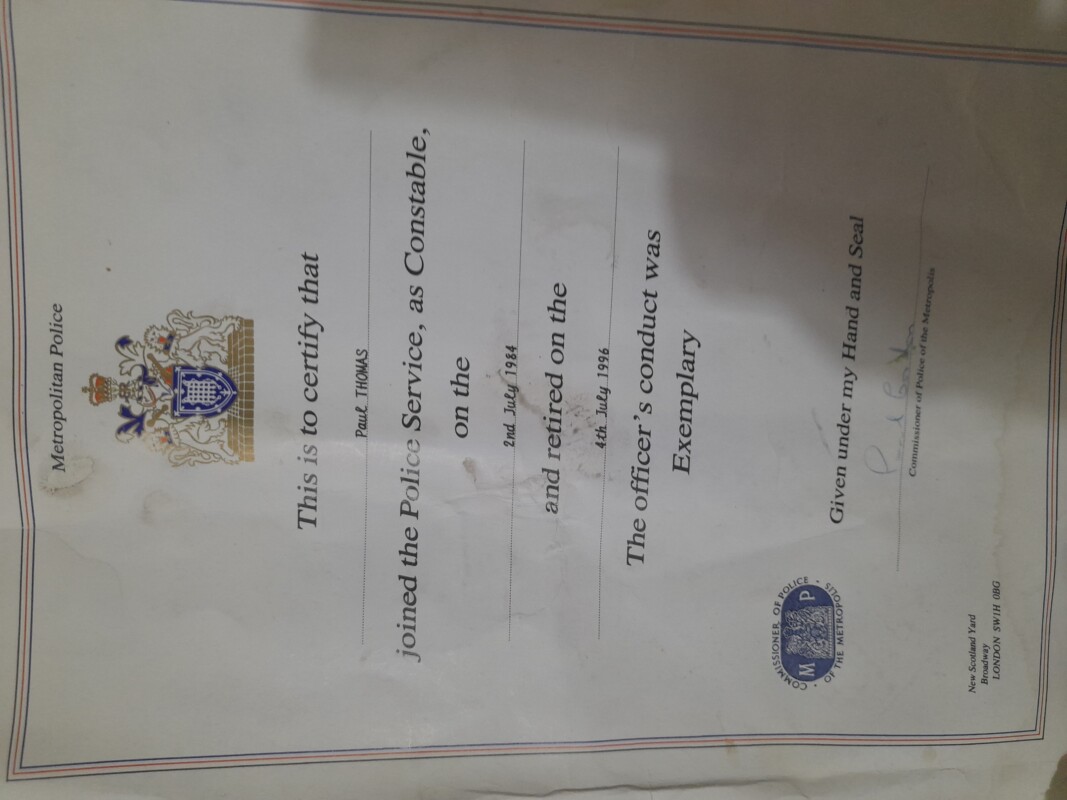 Metropolitan Police
This is to certify that
Paul THOMAS
joined the Police Service, as Constable,
on the
2nd July 1984
and retired on the
4th July 1996
The officer's conduct was
Exemplary
Given under my Hand and Seal
Commissioner of Police of the Metropolis
COMMISSIONER OF POLICE
M P
OF THE METROPOLIS
New Scotland Yard
Broadway
LONDON SW1H 0BG